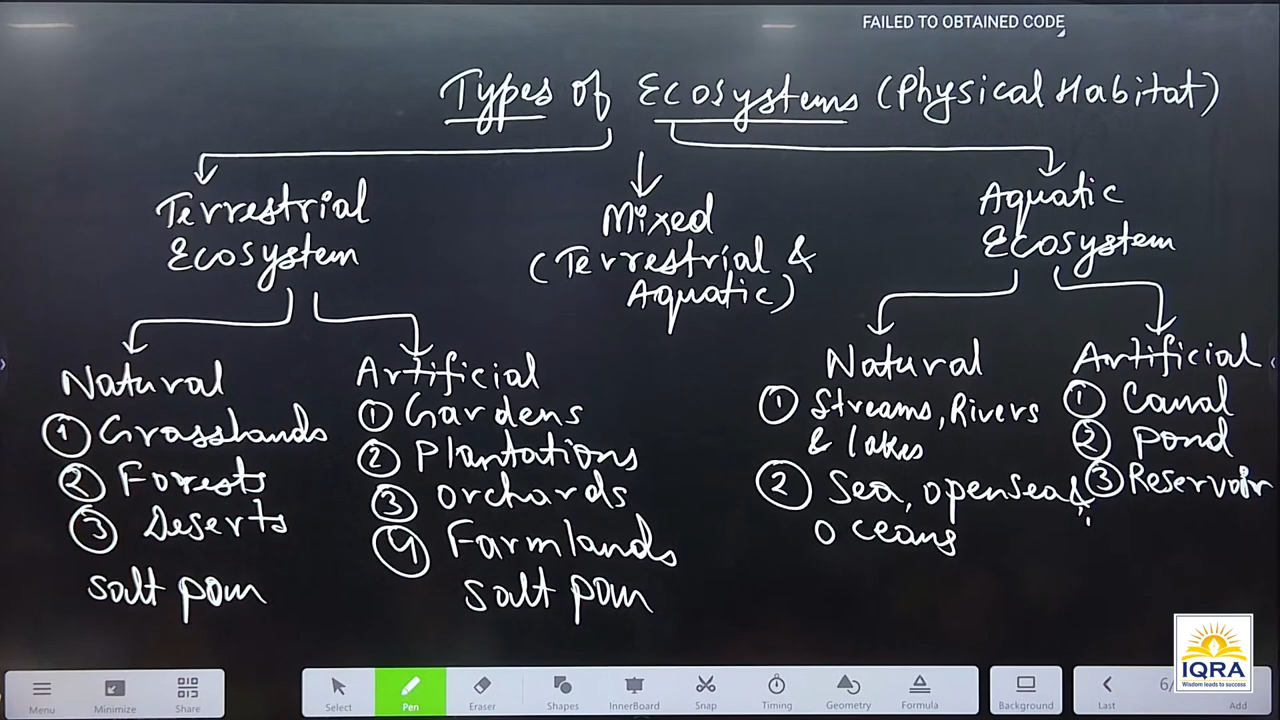 FAILED TO OBTAINED CODE
Types of Ecosystems (Physical Habitat)
Terrestrial
Ecosystem
Mixed
(Terrestrial &
Aquatic)
Aquatic
Ecosystem
Natural
① Grasslands
② Forests
③ Deserts
salt pan
Artificial
① Gardens
② Plantations
③ Orchards
④ Farmlands
salt pan
Natural
① Streams, Rivers
& lakes
② Sea, open sea &
oceans
Artificial
① Canal
② Pond
③ Reservoir
IQRA
Wisdom leads to success
Menu
Minimize
Share
Select
Pen
Eraser
Shapes
InnerBoard
Snap
Timing
Geometry
Formula
Background
Last
6/
Add